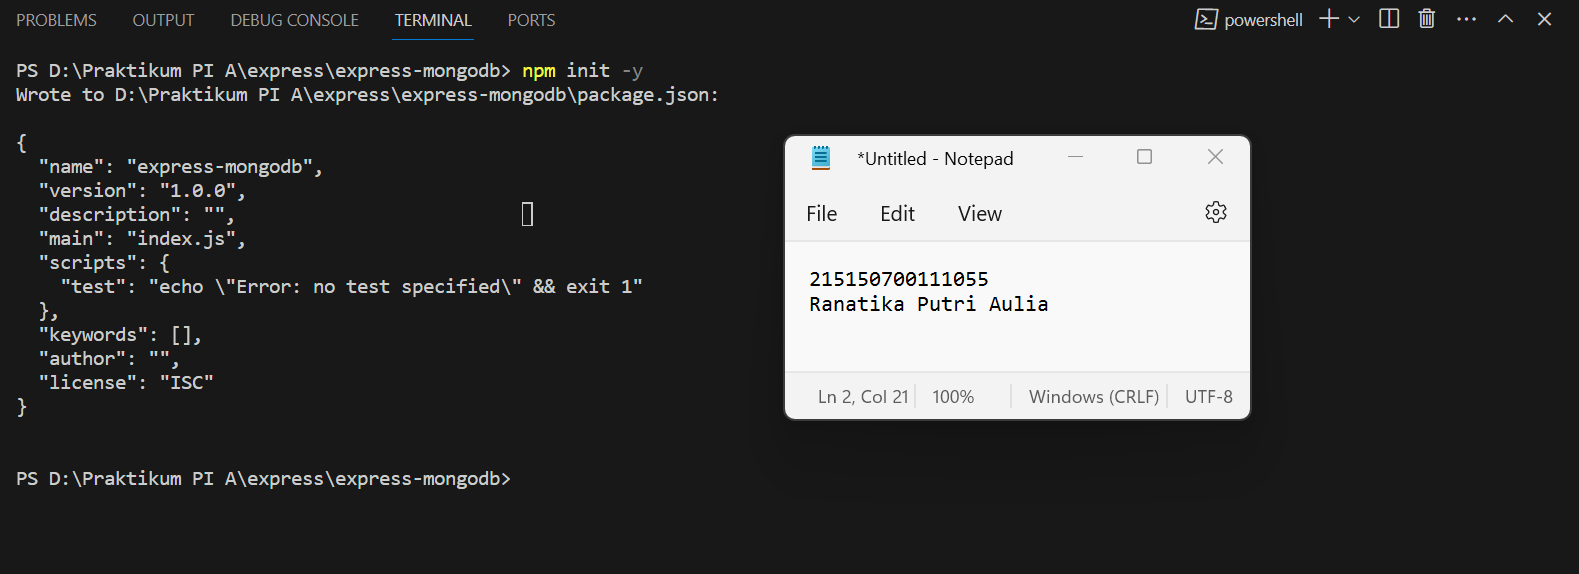 PROBLEMS OUTPUT DEBUG CONSOLE TERMINAL PORTS powershell
PS D:\Praktikum PI A\express\express-mongodb> npm init -y
Wrote to D:\Praktikum PI A\express\express-mongodb\package.json:
{
  "name": "express-mongodb",
  "version": "1.0.0",
  "description": "",
  "main": "index.js",
  "scripts": {
    "test": "echo \"Error: no test specified\" && exit 1"
  },
  "keywords": [],
  "author": "",
  "license": "ISC"
}
PS D:\Praktikum PI A\express\express-mongodb>
*Untitled - Notepad
File Edit View
215150700111055
Ranatika Putri Aulia
Ln 2, Col 21 100% Windows (CRLF) UTF-8